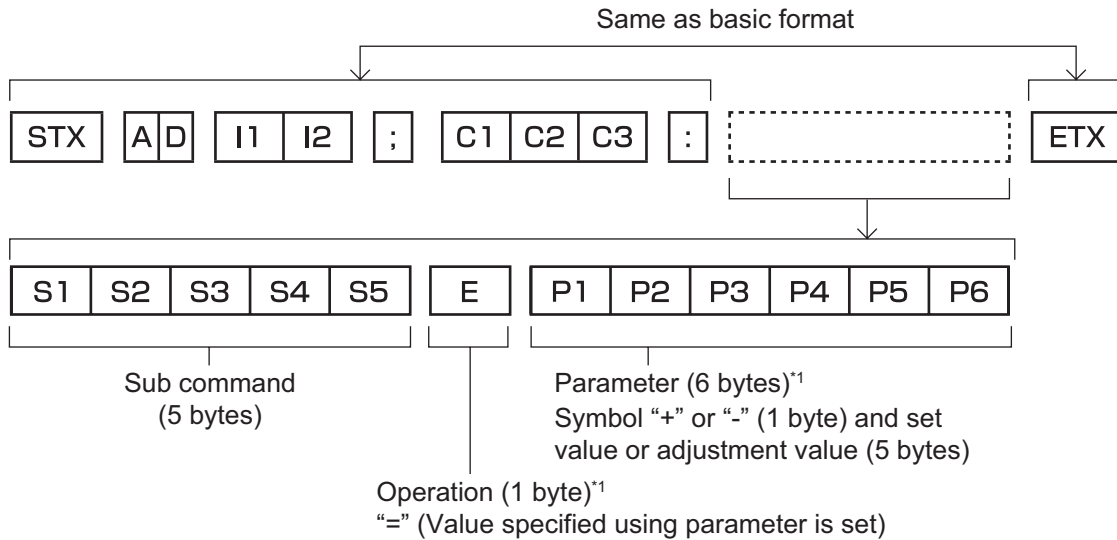 Same as basic format
STX AD I1 I2 ; C1 C2 C3 : ETX
S1 S2 S3 S4 S5 E P1 P2 P3 P4 P5 P6
Sub command
(5 bytes)
Parameter (6 bytes)*1
Symbol “+” or “-” (1 byte) and set
value or adjustment value (5 bytes)
Operation (1 byte)*1
“=” (Value specified using parameter is set)